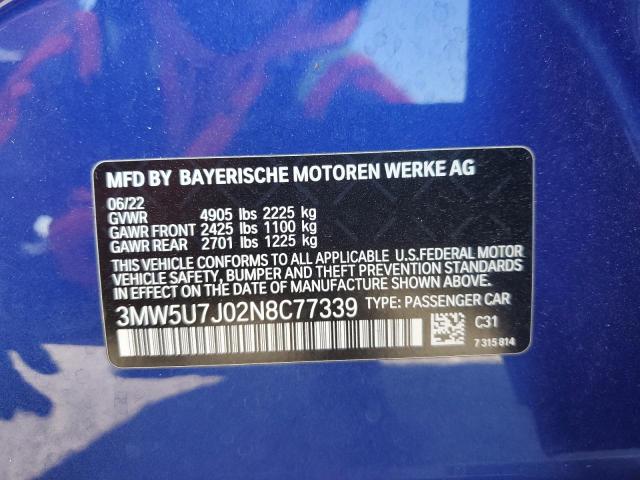 MFD BY BAYERISCHE MOTOREN WERKE AG
06/22
GVWR 4905 lbs 2225 kg
GAWR FRONT 2425 lbs 1100 kg
GAWR REAR 2701 lbs 1225 kg
THIS VEHICLE CONFORMS TO ALL APPLICABLE U.S.FEDERAL MOTOR
VEHICLE SAFETY, BUMPER AND THEFT PREVENTION STANDARDS
IN EFFECT ON THE DATE OF MANUFACTURE SHOWN ABOVE.
3MW5U7J02N8C77339 TYPE: PASSENGER CAR
C31
7 315 814